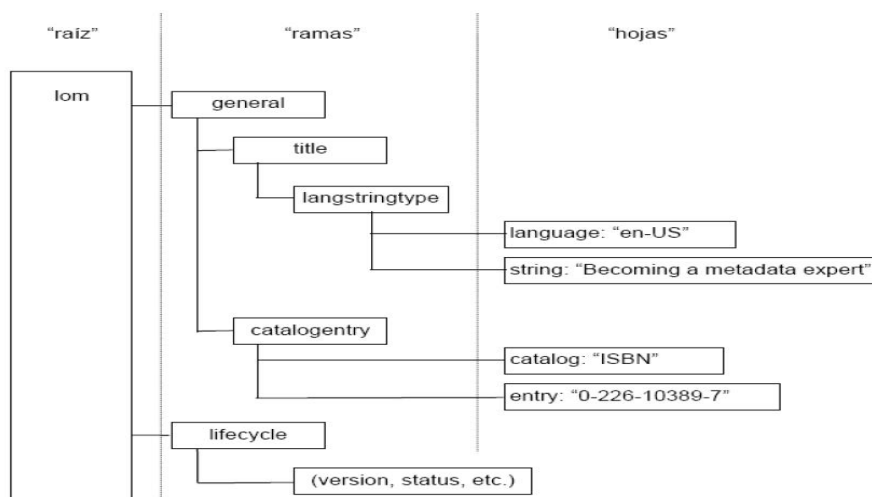 “raíz” “ramas” “hojas”
lom
general
title
langstringtype
language: “en-US”
string: “Becoming a metadata expert”
catalogentry
catalog: “ISBN”
entry: “0-226-10389-7”
lifecycle
(version, status, etc.)